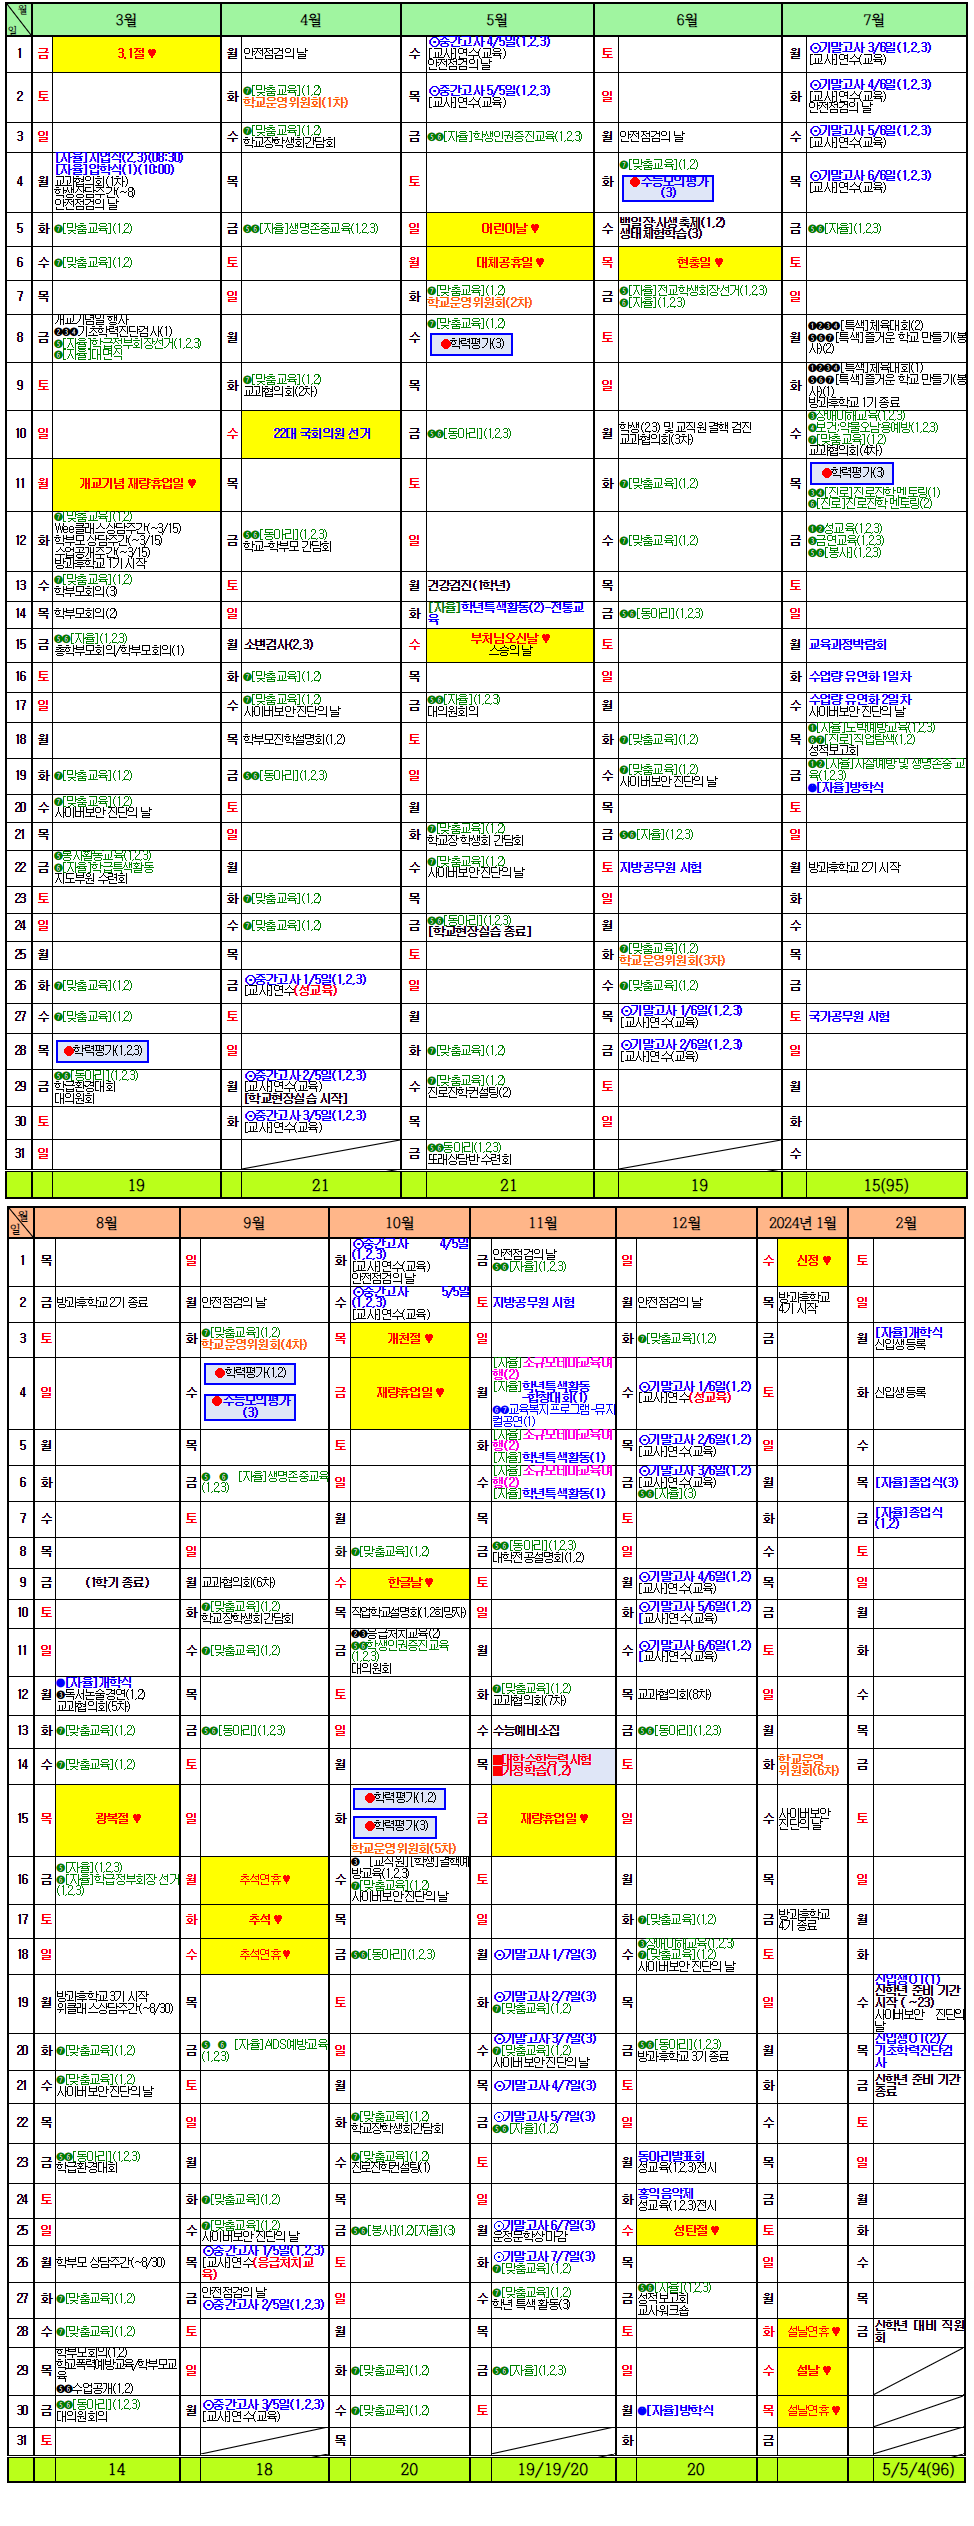 월 일 3월 4월 5월 6월 7월
1 금 3.1절 ♥ 월 안전점검의 날 수 ⊙중간고사 4/5일(1,2,3) 토 월 ⊙기말고사 3/6일(1,2,3)
[교사]연수(교육) [교사]연수(교육)
안전점검의 날
2 토 화 ❼[맞춤교육](1,2) 목 ⊙중간고사 5/5일(1,2,3) 일 화 ⊙기말고사 4/6일(1,2,3)
학교운영위원회(1차) [교사]연수(교육) [교사]연수(교육)
안전점검의 날
3 일 수 ❼[맞춤교육](1,2) 금 ❺❻[자율]학생인권증진교육(1,2,3) 월 안전점검의 날 수 ⊙기말고사 5/6일(1,2,3)
학교장학생회간담회 [교사]연수(교육)
4 월 [자율]시업식(2,3)(08:30) 목 토 화 ❼[맞춤교육](1,2) 목 ⊙기말고사 6/6일(1,2,3)
[자율]입학식(1)(10:00) ●수능모의평가 [교사]연수(교육)
교과협의회(1차) (3)
학생상담주간(~8)
안전점검의 날
5 화 ❼[맞춤교육](1,2) 금 ❺❻[자율]생명존중교육(1,2,3) 일 어린이날 ♥ 수 백일장·사생축제(1,2) 금 ❺❻[자율](1,2,3)
생태체험학습(3)
6 수 ❼[맞춤교육](1,2) 토 월 대체공휴일 ♥ 목 현충일 ♥ 토
7 목 일 화 ❼[맞춤교육](1,2) 금 ❺[자율]전교학생회장선거(1,2,3) 일
학교운영위원회(2차) ❻[자율](1,2,3)
8 금 개교기념일 행사 월 수 ❼[맞춤교육](1,2) 토 월 ❶❷❸❹[특색]체육대회(2)
❷❸❹기초학력진단검사(1) ●학력평가(3) ❺❻❼[특색]즐거운 학교 만들기(봉
❺[자율]학급정부회장선거(1,2,3) 사)(2)
❻[자율]대면식
9 토 화 ❼[맞춤교육](1,2) 목 일 화 ❶❷❸❹[특색]체육대회(1)
교과협의회(2차) ❺❻❼[특색]즐거운 학교 만들기(봉
사)(1)
방과후학교 1기 종료
10 일 수 22대 국회의원 선거 금 ❺❻[동아리](1,2,3) 월 학생(2,3) 및 교직원 결핵 검진 수 ❸장애이해교육(1,2,3)
교과협의회(3차) ❹보건:약물오남용예방(1,2,3)
❼[맞춤교육](1,2)
교과협의회(4차)
11 월 개교기념 재량휴업일 ♥ 목 토 화 ❼[맞춤교육](1,2) 목 ●학력평가(3)
❸❹[진로]진로진학멘토링(1)
❻[진로]진로진학 멘토링(2)
12 화 ❼[맞춤교육](1,2) 금 ❺❻[동아리](1,2,3) 일 수 ❼[맞춤교육](1,2) 금 ❶❷성교육(1,2,3)
Wee클래스상담주간(~3/15) 학교-학부모 간담회 ❸금연교육(1,2,3)
학부모 상담주간(~3/15) ❺❻[봉사](1,2,3)
수업공개주간(~3/15)
방과후학교 1기 시작
13 수 ❼[맞춤교육](1,2) 토 월 건강검진(1학년) 목 토
학부모회의(3)
14 목 학부모회의(2) 일 화 [자율]학년특색활동(2)-전통교 금 ❺❻[동아리](1,2,3) 일
육
15 금 ❺❻[자율](1,2,3) 월 소변검사(2,3) 수 부처님오신날 ♥ 토 월 교육과정박람회
총학부모회의/학부모회의(1) 스승의 날
16 토 화 ❼[맞춤교육](1,2) 목 일 화 수업량 유연화 1일차
17 일 수 ❼[맞춤교육](1,2) 금 ❺❻[자율](1,2,3) 월 수 수업량 유연화 2일차
사이버보안 진단의 날 대의원회의 사이버보안 진단의 날
18 월 목 학부모진학설명회(1,2) 토 화 ❼[맞춤교육](1,2) 목 ❶[자율]도박예방교육(1,2,3)
❻❼[진로]직업탐색(1,2)
성적보고회
19 화 ❼[맞춤교육](1,2) 금 ❺❻[동아리](1,2,3) 일 수 ❼[맞춤교육](1,2) 금 ❶❷[자율]자살예방 및 생명존중 교
사이버보안 진단의 날 육(1,2,3)
●[자율]방학식
20 수 ❼[맞춤교육](1,2) 토 월 목 토
사이버보안 진단의 날
21 목 일 화 ❼[맞춤교육](1,2) 금 ❺❻[자율](1,2,3) 일
학교장 학생회 간담회
22 금 ❺봉사활동교육(1,2,3) 월 수 ❼[맞춤교육](1,2) 토 지방공무원 시험 월 방과후학교 2기 시작
❻[자율]학급특색활동 사이버보안 진단의 날
지도부원 수련회
23 토 화 ❼[맞춤교육](1,2) 목 일 화
24 일 수 ❼[맞춤교육](1,2) 금 ❺❻[동아리](1,2,3) 월 수
[학교현장실습 종료]
25 월 목 토 화 ❼[맞춤교육](1,2) 목
학교운영위원회(3차)
26 화 ❼[맞춤교육](1,2) 금 ⊙중간고사 1/5일(1,2,3) 일 수 ❼[맞춤교육](1,2) 금
[교사]연수(성교육)
27 수 ❼[맞춤교육](1,2) 토 월 목 ⊙기말고사 1/6일(1,2,3) 토 국가공무원 시험
[교사]연수(교육)
28 목 ●학력평가(1,2,3) 일 화 ❼[맞춤교육](1,2) 금 ⊙기말고사 2/6일(1,2,3) 일
[교사]연수(교육)
29 금 ❺❻[동아리](1,2,3) 월 ⊙중간고사 2/5일(1,2,3) 수 ❼[맞춤교육](1,2) 토 월
학급환경대회 [교사]연수(교육) 진로진학컨설팅(2)
대의원회 [학교현장실습 시작]
30 토 화 ⊙중간고사 3/5일(1,2,3) 목 일 화
[교사]연수(교육)
31 일 금 ❺❻동아리(1,2,3) 수
또래상담반 수련회
19 21 21 19 15(95)
월 일 8월 9월 10월 11월 12월 2024년 1월 2월
1 목 일 화 ⊙중간고사 4/5일 금 안전점검의 날 일 수 신정 ♥ 토
(1,2,3) ❺❻[자율](1,2,3)
[교사]연수(교육)
안전점검의 날
2 금 방과후학교 2기 종료 월 안전점검의 날 수 ⊙중간고사 5/5일 토 지방공무원 시험 월 안전점검의 날 목 방과후학교 일
(1,2,3) 4기 시작
[교사]연수(교육)
3 토 화 ❼[맞춤교육](1,2) 목 개천절 ♥ 일 화 ❼[맞춤교육](1,2) 금 월 [자율]개학식
학교운영위원회(4차) 신입생등록
4 일 수 ●학력평가(1,2) 금 재량휴업일 ♥ 월 [자율]소규모테마교육여 수 ⊙기말고사 1/6일(1,2) 토 화 신입생등록
●수능모의평가 행(2) [교사]연수(성교육)
(3) [자율]학년특색활동
-합창대회(1)
❻❼교육복지프로그램-뮤지
컬공연(1)
5 월 목 토 화 [자율]소규모테마교육여 목 ⊙기말고사 2/6일(1,2) 일 수
행(2) [교사]연수(교육)
[자율]학년특색활동(1)
6 화 금 ❺❻[자율]생명존중교육 일 수 [자율]소규모테마교육여 금 ⊙기말고사 3/6일(1,2) 월 목 [자율]졸업식(3)
(1,2,3) 행(2) [교사]연수(교육)
[자율]학년특색활동(1) ❺❻[자율](3)
7 수 토 월 목 토 화 금 [자율]종업식
(1,2)
8 목 일 화 ❼[맞춤교육](1,2) 금 ❺❻[동아리](1,2,3) 일 수 토
대학전공설명회(1,2)
9 금 (1학기 종료) 월 교과협의회(6차) 수 한글날 ♥ 토 월 ⊙기말고사 4/6일(1,2) 목 일
[교사]연수(교육)
10 토 화 ❼[맞춤교육](1,2) 목 직업학교설명회(1,2희망자) 일 화 ⊙기말고사 5/6일(1,2) 금 월
학교장학생회간담회 [교사]연수(교육)
11 일 수 ❼[맞춤교육](1,2) 금 ❷❸응급처치교육(2) 월 수 ⊙기말고사 6/6일(1,2) 토 화
❺❻학생인권증진교육 [교사]연수(교육)
(1,2,3)
대의원회
12 월 ●[자율]개학식 목 토 화 ❼[맞춤교육](1,2) 목 교과협의회(8차) 일 수
❸독서논술경연(1,2) 교과협의회(7차)
교과협의회(5차)
13 화 ❼[맞춤교육](1,2) 금 ❺❻[동아리](1,2,3) 일 수 수능예비소집 금 ❺❻[동아리](1,2,3) 월 목
14 수 ❼[맞춤교육](1,2) 토 월 목 ■대학수학능력시험 토 화 학교운영 금
■가정학습(1,2) 위원회(6차)
15 목 광복절 ♥ 일 화 ●학력평가(1,2) 금 재량휴업일 ♥ 일 수 사이버보안 토
●학력평가(3) 진단의 날
학교운영위원회(5차)
16 금 ❺[자율](1,2,3) 월 추석연휴♥ 수 ❸ [교직원][학생]결핵예 토 월 목 일
❻[자율]학급정부회장 선거 방교육(1,2,3)
(1,2,3) ❼[맞춤교육](1,2)
사이버보안 진단의 날
17 토 화 추석 ♥ 목 일 화 ❼[맞춤교육](1,2) 금 방과후학교 월
4기 종료
18 일 수 추석연휴♥ 금 ❺❻[동아리](1,2,3) 월 ⊙기말고사 1/7일(3) 수 ❸장애이해교육(1,2,3) 토 화
❼[맞춤교육](1,2)
사이버보안 진단의 날
19 월 방과후학교 3기 시작 목 토 화 ⊙기말고사 2/7일(3) 목 일 수 신입생OT(1)
위클래스상담주간(~8/30) ❼[맞춤교육](1,2) 신학년 준비 기간
시작 ( ~23)
사이버보안 진단의
날
20 화 ❼[맞춤교육](1,2) 금 ❺❻[자율]AIDS예방교육 일 수 ⊙기말고사 3/7일(3) 금 ❺❻[동아리](1,2,3) 월 목 신입생OT(2)/
(1,2,3) ❼[맞춤교육](1,2) 방과후학교 3기 종료 기초학력진단검
사이버보안진단의 날 사
21 수 ❼[맞춤교육](1,2) 토 월 목 ⊙기말고사 4/7일(3) 토 화 금 신학년 준비 기간
사이버보안진단의 날 종료
22 목 일 화 ❼[맞춤교육](1,2) 금 ⊙기말고사 5/7일(3) 일 수 토
학교장학생회간담회 ❺❻[자율](1,2)
23 금 ❺❻[동아리](1,2,3) 월 수 ❼[맞춤교육](1,2) 토 월 동아리발표회 목 일
학급환경대회 진로진학컨설팅(1) 성교육(1,2,3)전시
24 토 화 ❼[맞춤교육](1,2) 목 일 화 홍익음악제 금 월
성교육(1,2,3)전시
25 일 수 ❼[맞춤교육](1,2) 금 ❺❻[봉사](1,2)[자율](3) 월 ⊙기말고사 6/7일(3) 수 성탄절 ♥ 토 화
사이버보안 진단의 날 운정문학상마감
26 월 학부모 상담주간(~8/30) 목 ⊙중간고사 1/5일(1,2,3) 토 화 ⊙기말고사 7/7일(3) 목 일 수
[교사]연수(응급처치교 ❼[맞춤교육](1,2)
육)
27 화 ❼[맞춤교육](1,2) 금 안전점검의 날 일 수 ❼[맞춤교육](1,2) 금 ❺❻[자율](1,2,3) 월 목
⊙중간고사 2/5일(1,2,3) 학년 특색 활동(3) 성적보고회
교사워크숍
28 수 ❼[맞춤교육](1,2) 토 월 목 토 화 설날연휴 ♥ 금 신학년 대비 직원
회
29 목 학부모회의(1,2) 일 화 ❼[맞춤교육](1,2) 금 ❺❻[자율](1,2,3) 일 수 설날 ♥
학교폭력예방교육/학부모교
육
❺❻수업공개(1,2)
30 금 ❺❻[동아리](1,2,3) 월 ⊙중간고사 3/5일(1,2,3) 수 ❼[맞춤교육](1,2) 토 월 ●[자율]방학식 목 설날연휴♥
대의원회의 [교사]연수(교육)
31 토 목 화 금
14 18 20 19/19/20 20 5/5/4(96)